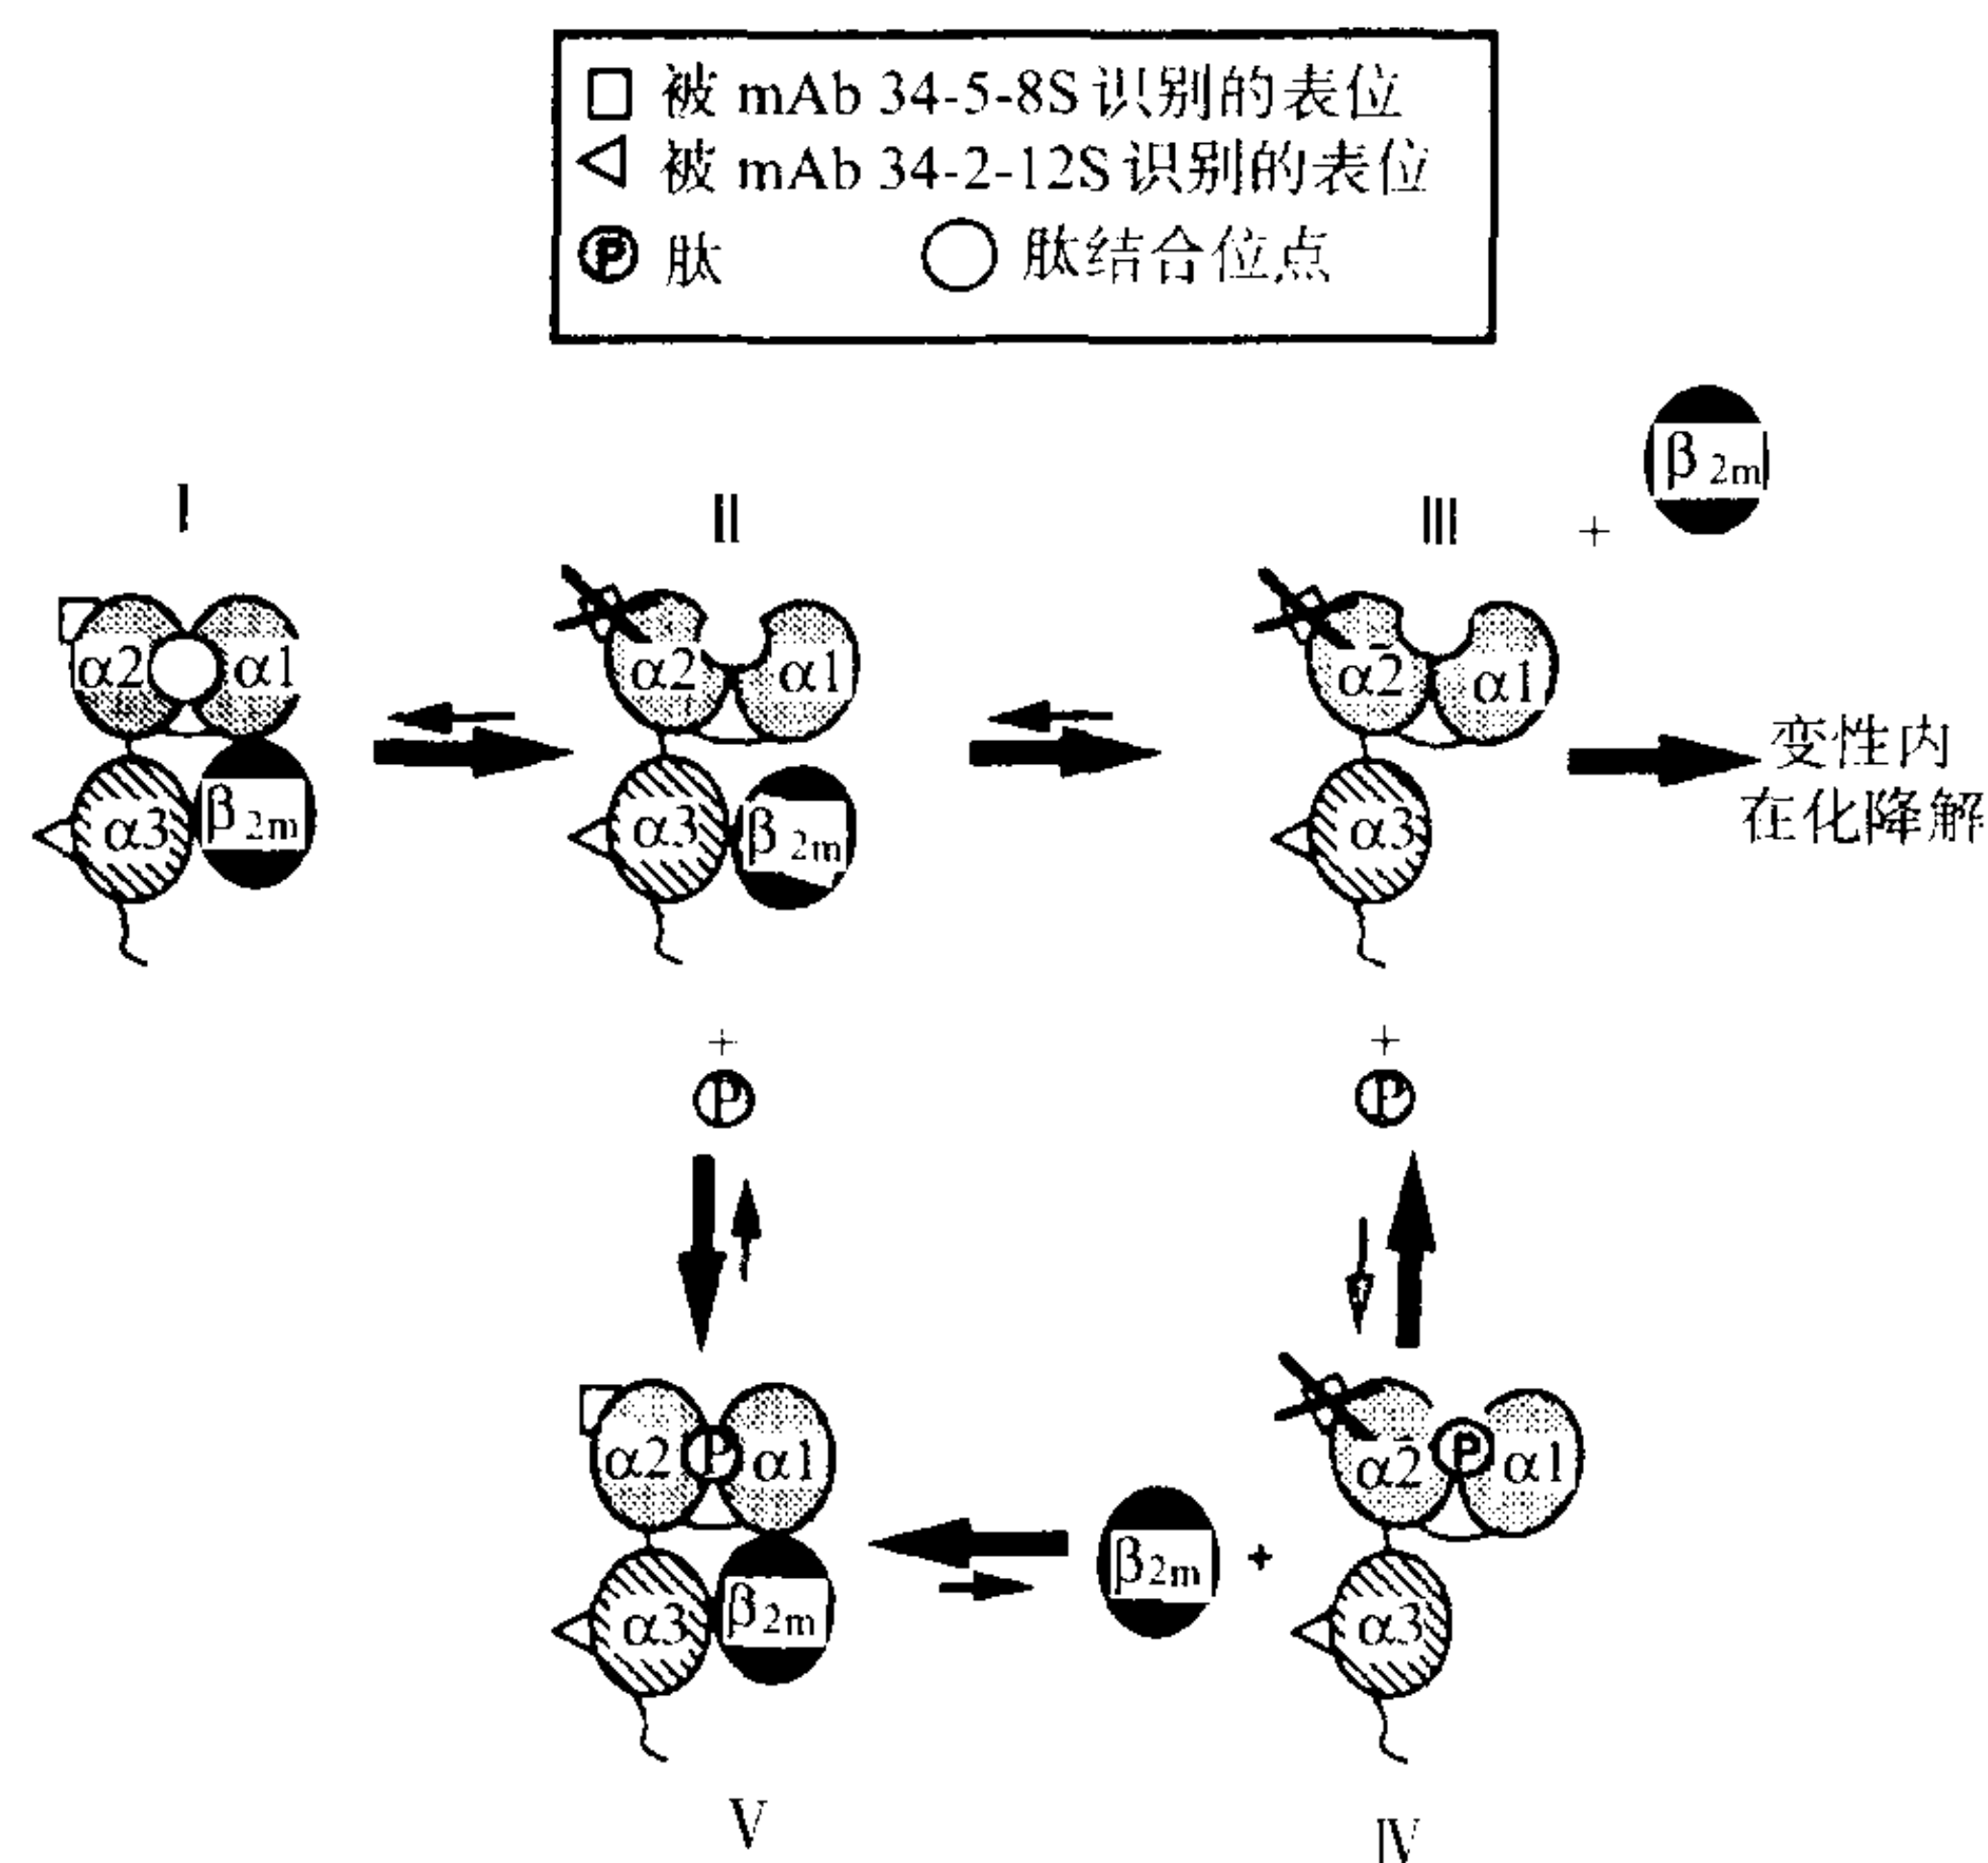 被 mAb 34-5-8S 识别的表位
被 mAb 34-2-12S 识别的表位
P 肽 肽结合位点
β2m
I II III +
α2 α1 α2 α1 α2 α1
变性内
在化降解
α3 β2m α3 β2m α3
+ +
P P
α2 P α1 α2 P α1
β2m +
α3 β2m α3
V IV